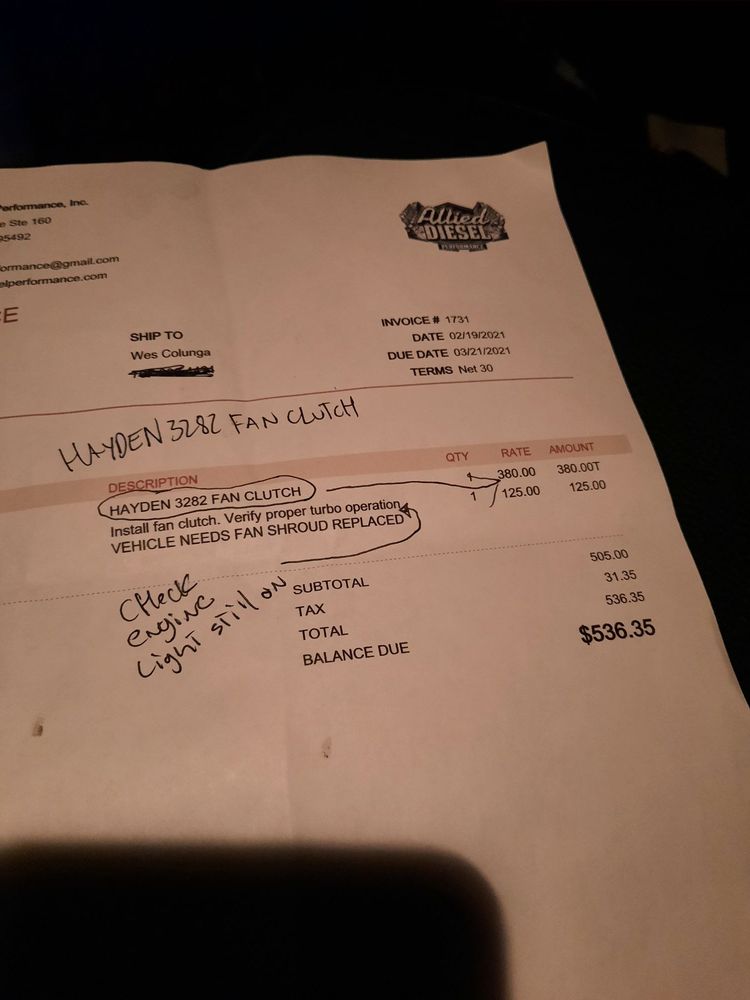 erformance, Inc.
e Ste 160
95492
ormance@gmail.com
elperformance.com
Allied
DIESEL
PERFORMANCE
CE
SHIP TO
Wes Colunga
INVOICE # 1731
DATE 02/19/2021
DUE DATE 03/21/2021
TERMS Net 30
HAYDEN 3282 FAN CLUTCH
DESCRIPTION QTY RATE AMOUNT
HAYDEN 3282 FAN CLUTCH 1 380.00 380.00T
Install fan clutch. Verify proper turbo operation 1 125.00 125.00
VEHICLE NEEDS FAN SHROUD REPLACED
CHeck
engine
Light still on
SUBTOTAL 505.00
TAX 31.35
TOTAL 536.35
BALANCE DUE $536.35